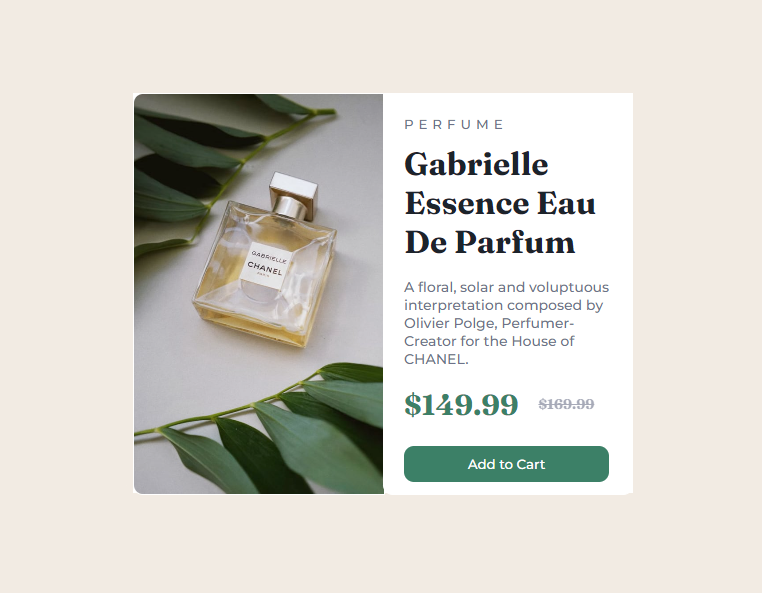 GABRIELLE
CHANEL
PARIS
PERFUME
Gabrielle
Essence Eau
De Parfum
A floral, solar and voluptuous
interpretation composed by
Olivier Polge, Perfumer-
Creator for the House of
CHANEL.
$149.99 $169.99
Add to Cart